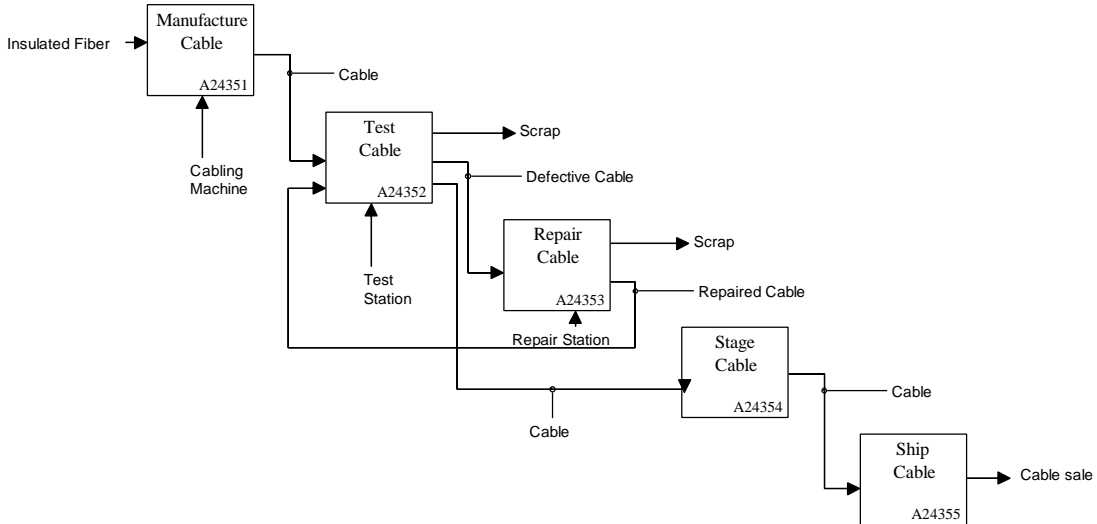 Manufacture
Cable
A24351
Insulated Fiber
Cable
Cabling
Machine
Test
Cable
A24352
Scrap
Defective Cable
Test
Station
Repair
Cable
A24353
Scrap
Repaired Cable
Repair Station
Stage
Cable
A24354
Cable
Cable
Ship
Cable
A24355
Cable sale